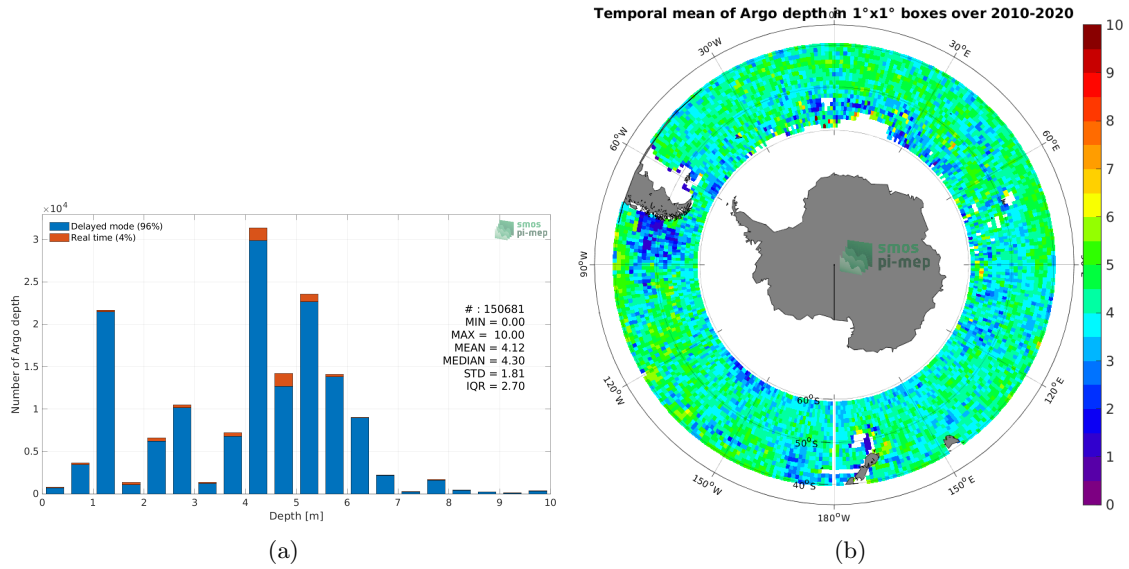 Temporal mean of Argo depth in 1°x1° boxes over 2010-2020
×10⁴
Delayed mode (96%)
Real time (4%)
smos
pi-mep
# : 150681
MIN = 0.00
MAX = 10.00
MEAN = 4.12
MEDIAN = 4.30
STD = 1.81
IQR = 2.70
Number of Argo depth
3
2.5
2
1.5
1
0.5
0
0 1 2 3 4 5 6 7 8 9 10
Depth [m]
(a)
30°W
30°E
60°W
60°E
90°W
120°W
120°E
150°W
150°E
180°W
60°S
50°S
40°S
smos
pi-mep
10
9
8
7
6
5
4
3
2
1
0
(b)